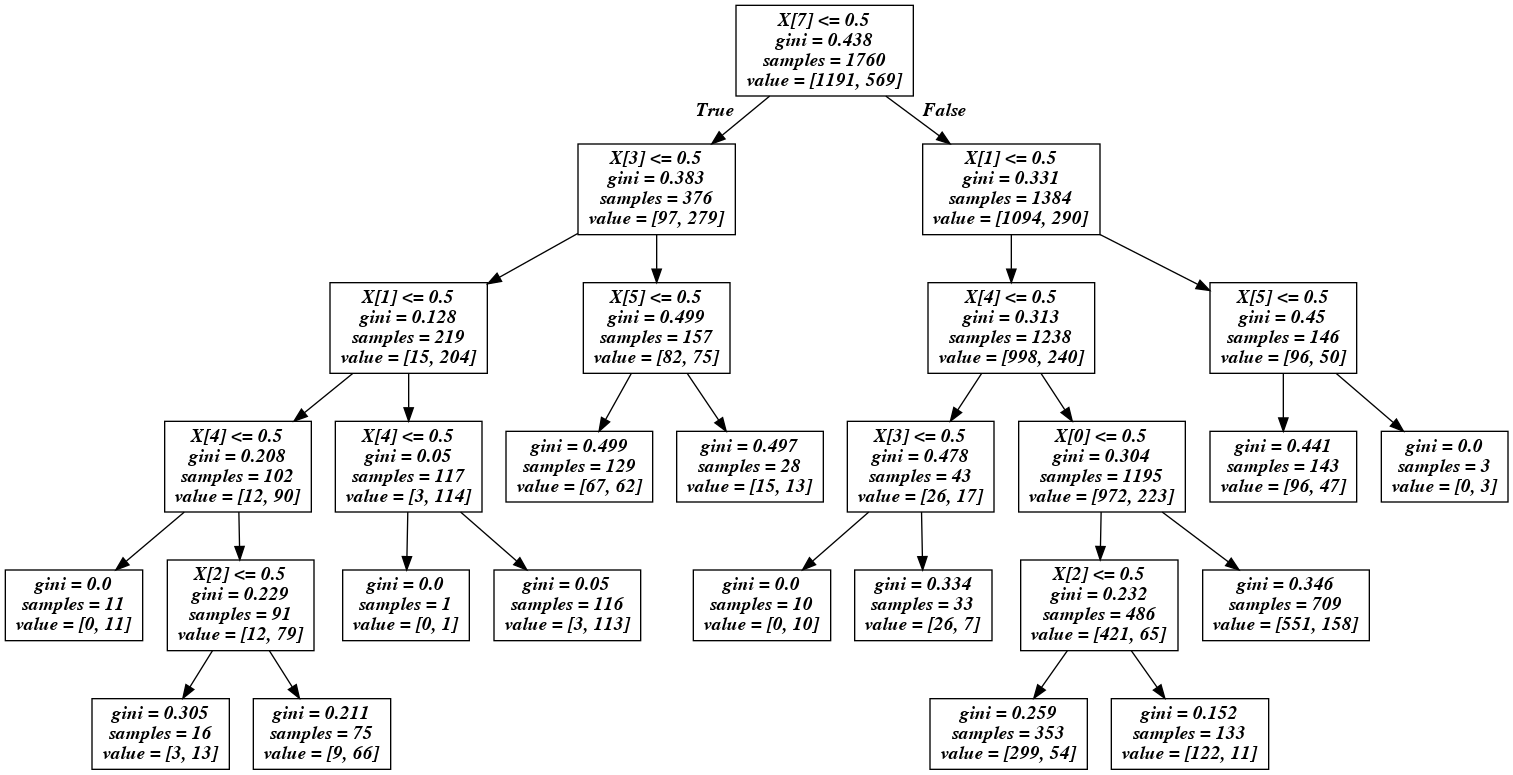 X[7] <= 0.5
gini = 0.438
samples = 1760
value = [1191, 569]
True
False
X[3] <= 0.5
gini = 0.383
samples = 376
value = [97, 279]
X[1] <= 0.5
gini = 0.331
samples = 1384
value = [1094, 290]
X[1] <= 0.5
gini = 0.128
samples = 219
value = [15, 204]
X[5] <= 0.5
gini = 0.499
samples = 157
value = [82, 75]
X[4] <= 0.5
gini = 0.313
samples = 1238
value = [998, 240]
X[5] <= 0.5
gini = 0.45
samples = 146
value = [96, 50]
X[4] <= 0.5
gini = 0.208
samples = 102
value = [12, 90]
X[4] <= 0.5
gini = 0.05
samples = 117
value = [3, 114]
gini = 0.499
samples = 129
value = [67, 62]
gini = 0.497
samples = 28
value = [15, 13]
X[3] <= 0.5
gini = 0.478
samples = 43
value = [26, 17]
X[0] <= 0.5
gini = 0.304
samples = 1195
value = [972, 223]
gini = 0.441
samples = 143
value = [96, 47]
gini = 0.0
samples = 3
value = [0, 3]
gini = 0.0
samples = 11
value = [0, 11]
X[2] <= 0.5
gini = 0.229
samples = 91
value = [12, 79]
gini = 0.0
samples = 1
value = [0, 1]
gini = 0.05
samples = 116
value = [3, 113]
gini = 0.0
samples = 10
value = [0, 10]
gini = 0.334
samples = 33
value = [26, 7]
X[2] <= 0.5
gini = 0.232
samples = 486
value = [421, 65]
gini = 0.346
samples = 709
value = [551, 158]
gini = 0.305
samples = 16
value = [3, 13]
gini = 0.211
samples = 75
value = [9, 66]
gini = 0.259
samples = 353
value = [299, 54]
gini = 0.152
samples = 133
value = [122, 11]